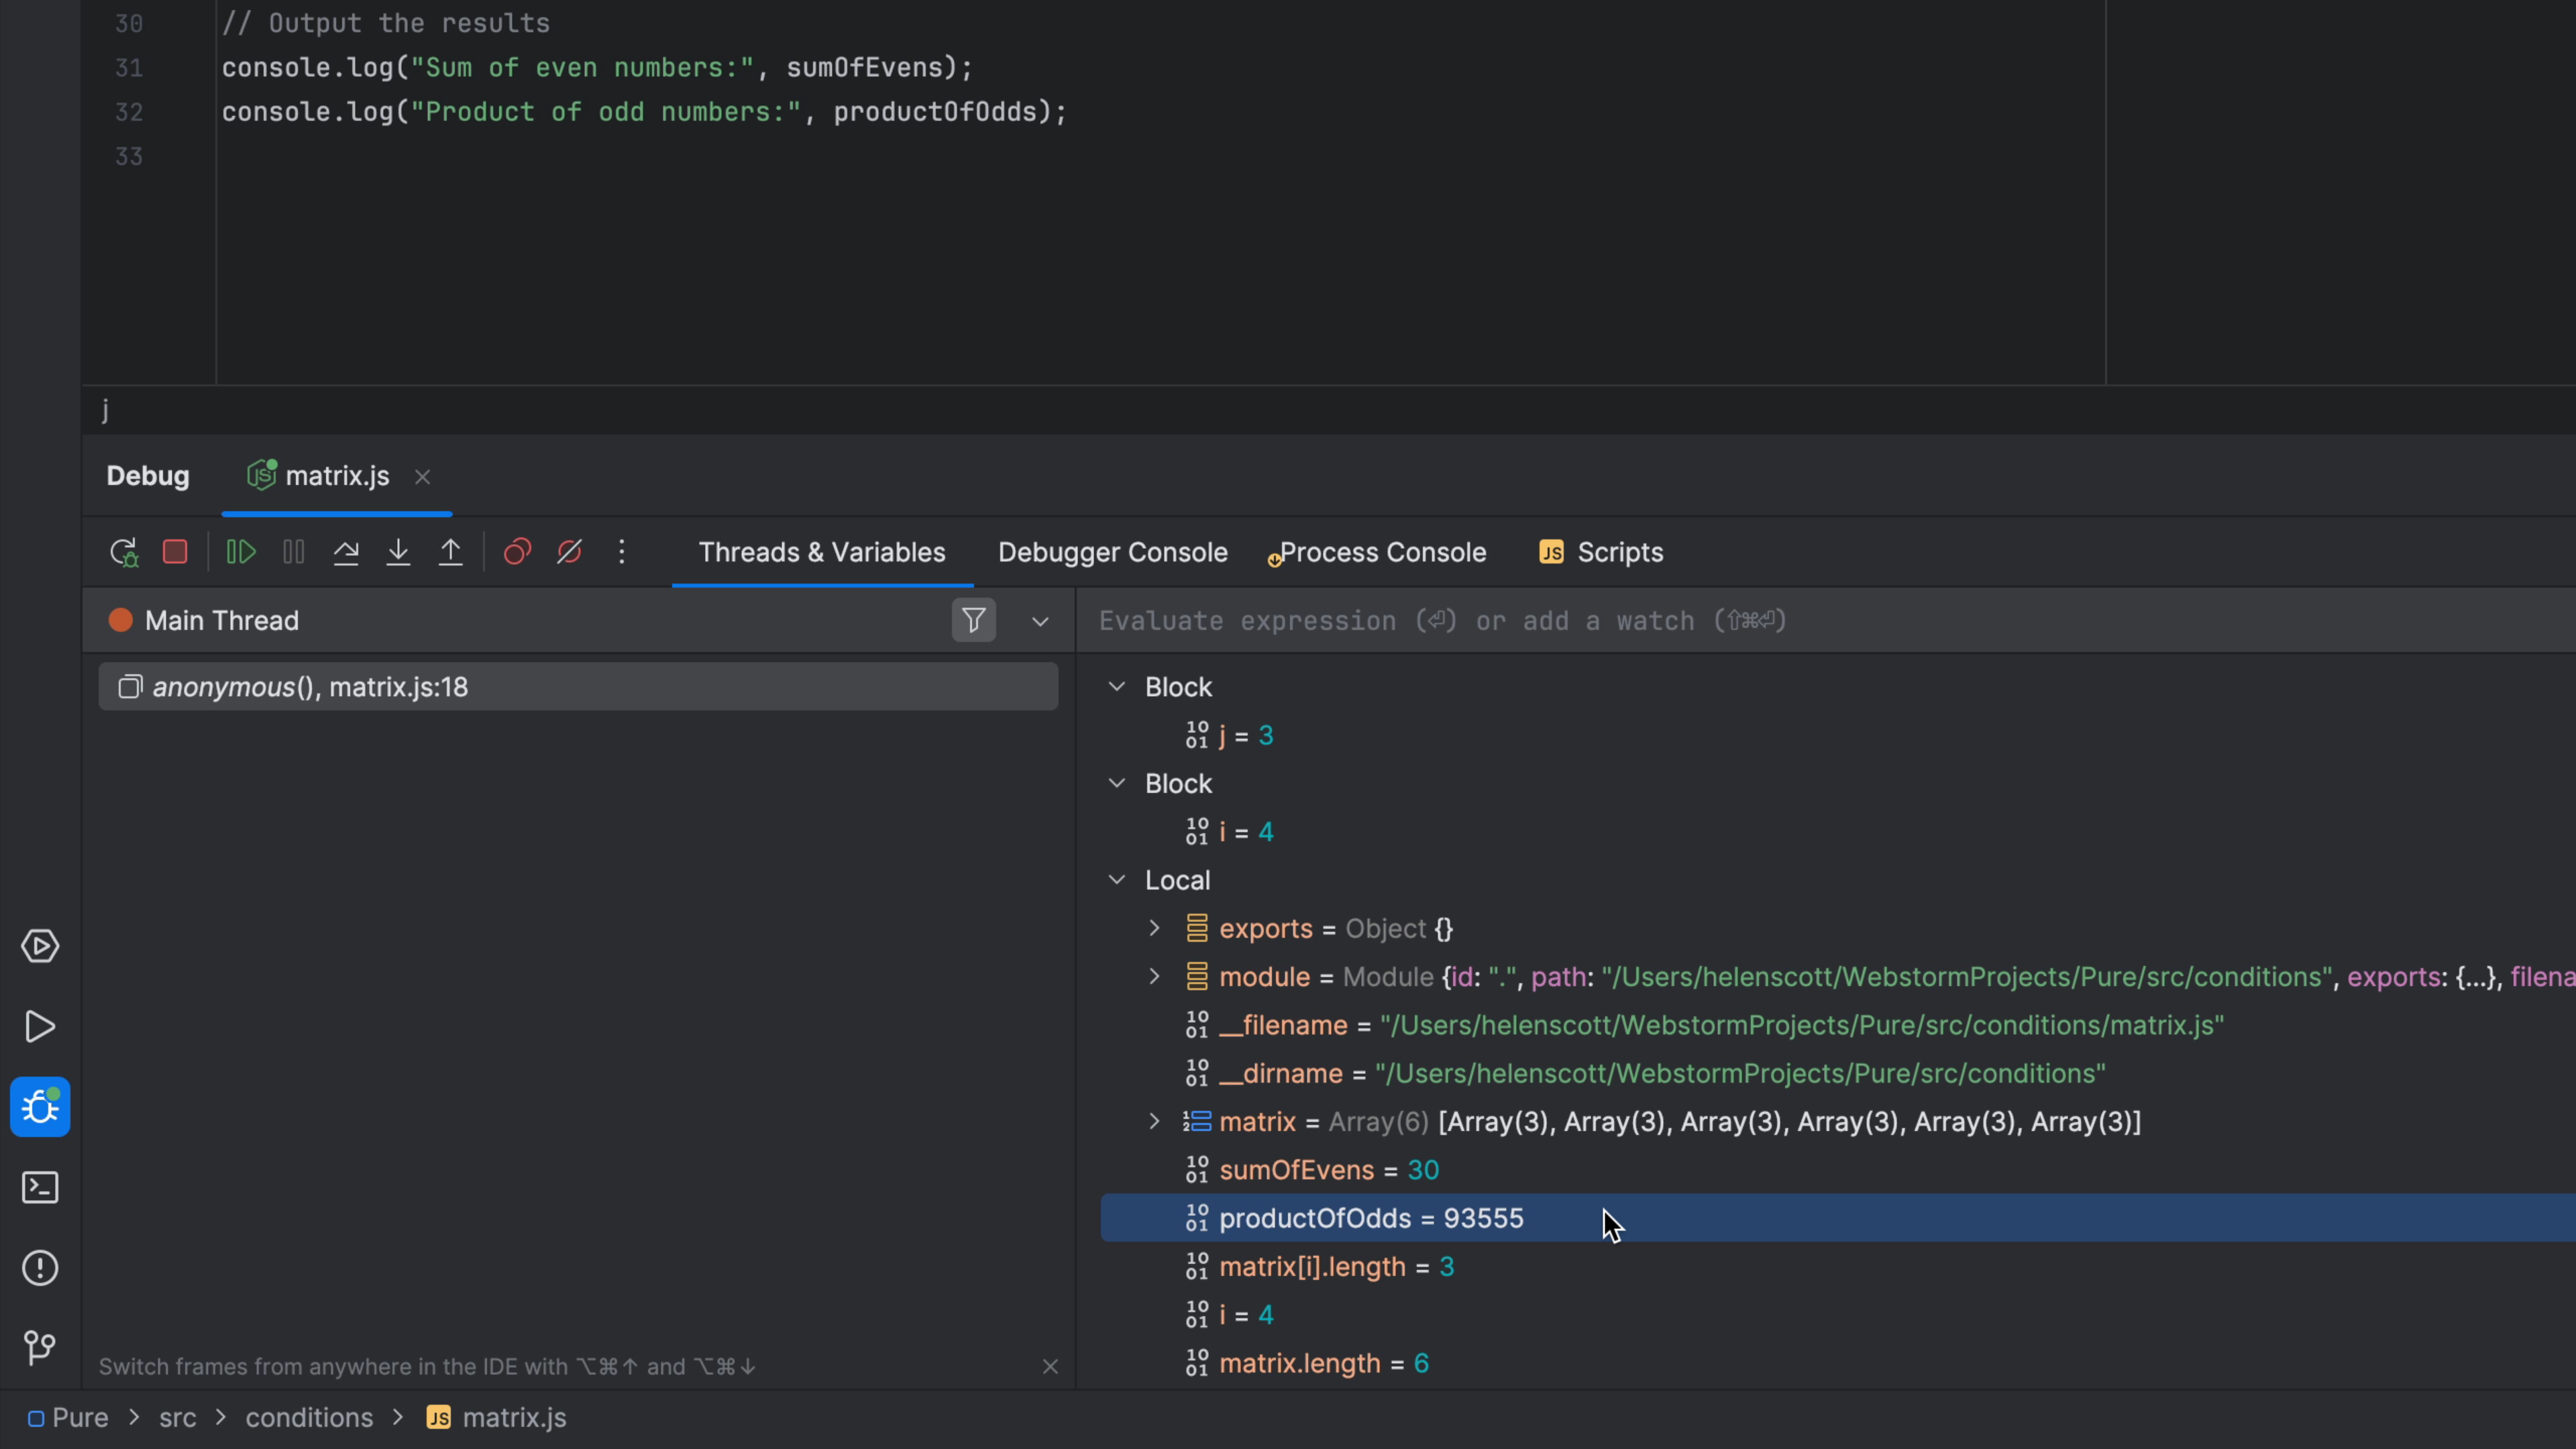 30 // Output the results
31 console.log("Sum of even numbers:", sumOfEvens);
32 console.log("Product of odd numbers:", productOfOdds);
33
j
Debug matrix.js
Threads & Variables Debugger Console Process Console JS Scripts
Main Thread
Evaluate expression (⏎) or add a watch (⇧⌘⏎)
anonymous(), matrix.js:18
Block
j = 3
Block
i = 4
Local
exports = Object {}
module = Module {id: ".", path: "/Users/helenscott/WebstormProjects/Pure/src/conditions", exports: {...}, filena
__filename = "/Users/helenscott/WebstormProjects/Pure/src/conditions/matrix.js"
__dirname = "/Users/helenscott/WebstormProjects/Pure/src/conditions"
matrix = Array(6) [Array(3), Array(3), Array(3), Array(3), Array(3), Array(3)]
sumOfEvens = 30
productOfOdds = 93555
matrix[i].length = 3
i = 4
matrix.length = 6
Switch frames from anywhere in the IDE with ⌥⌘↑ and ⌥⌘↓
Pure > src > conditions > JS matrix.js